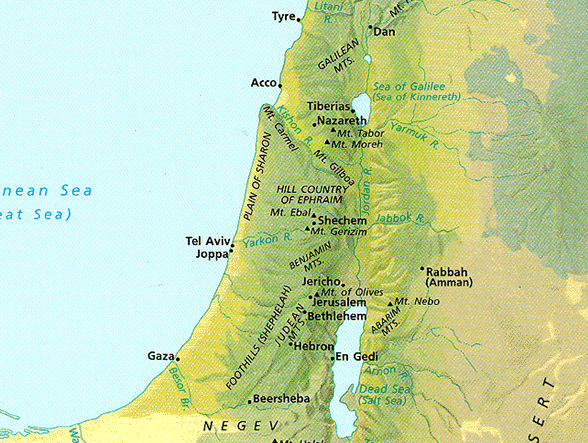 Litani
R.
Mt.
Tyre
Dan
GALILEAN
MTS.
Acco
Sea of Galilee
(Sea of Kinnereth)
Tiberias
Kishon R.
Nazareth
Mt. Carmel
Mt. Tabor
Yarmuk R.
Mt. Moreh
Mt. Gilboa
PLAIN OF SHARON
nean Sea
eat Sea)
HILL COUNTRY
OF EPHRAIM
Jordan R.
Mt. Ebal
Shechem
Jabbok R.
Mt. Gerizim
Tel Aviv
Yarkon R.
Joppa
BENJAMIN
MTS.
Rabbah
(Amman)
Jericho
Mt. of Olives
Jerusalem
Mt. Nebo
Bethlehem
ABARIM
MTS.
FOOTHILLS (SHEPHELAH)
JUDEAN
MTS.
Hebron
Gaza
En Gedi
Besor Br.
Arnon R.
Dead Sea
(Salt Sea)
Beersheba
NEGEV
SERT
Wa